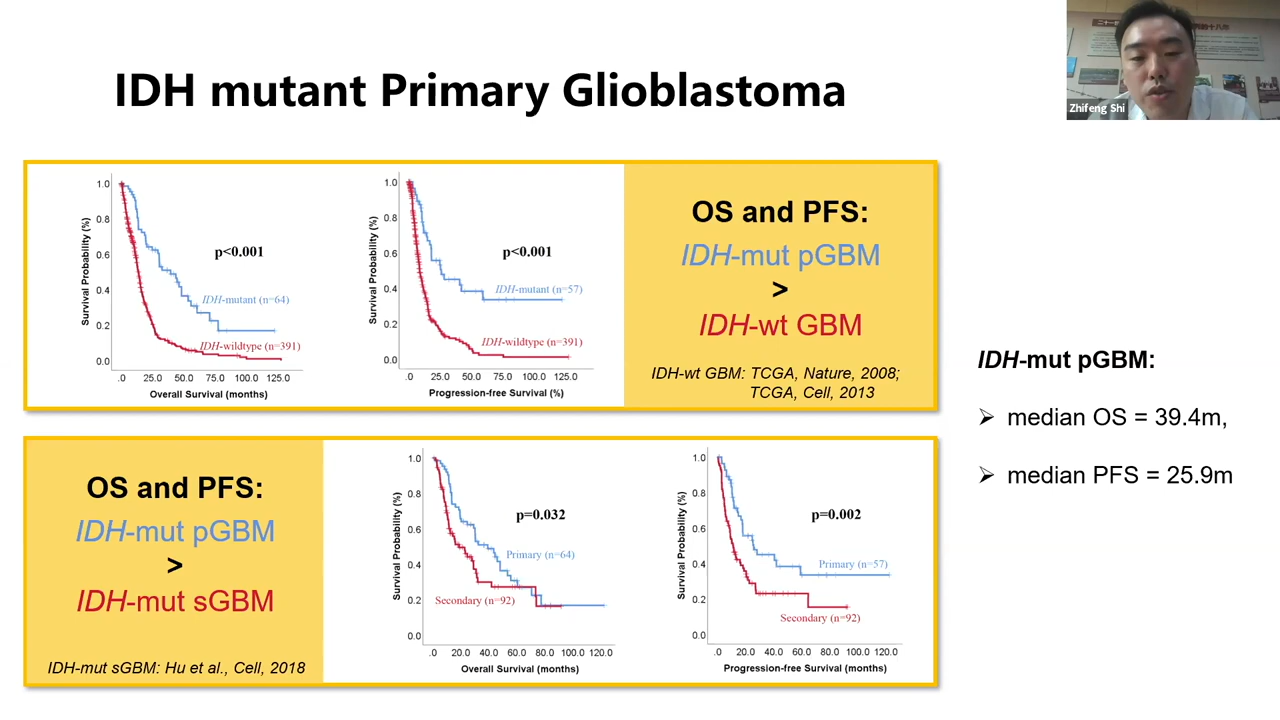 IDH mutant Primary Glioblastoma
Zhifeng Shi
1.0
0.8
0.6
0.4
0.2
0.0
Survival Probability (%)
p<0.001
IDH-mutant (n=64)
IDH-wildtype (n=391)
.0 25.0 50.0 75.0 100.0 125.0
Overall Survival (months)
1.0
0.8
0.6
0.4
0.2
0.0
Survival Probability (%)
p<0.001
IDH-mutant (n=57)
IDH-wildtype (n=391)
.0 25.0 50.0 75.0 100.0 125.0
Progression-free Survival (%)
OS and PFS:
IDH-mut pGBM
>
IDH-wt GBM
IDH-wt GBM: TCGA, Nature, 2008;
TCGA, Cell, 2013
OS and PFS:
IDH-mut pGBM
>
IDH-mut sGBM
IDH-mut sGBM: Hu et al., Cell, 2018
1.0
0.8
0.6
0.4
0.2
0.0
Survival Probability (%)
p=0.032
Primary (n=64)
Secondary (n=92)
.0 20.0 40.0 60.0 80.0 100.0 120.0
Overall Survival (months)
1.0
0.8
0.6
0.4
0.2
0.0
Survival Probability (%)
p=0.002
Primary (n=57)
Secondary (n=92)
.0 20.0 40.0 60.0 80.0 100.0 120.0
Progression-free Survival (months)
IDH-mut pGBM:
➢ median OS = 39.4m,
➢ median PFS = 25.9m